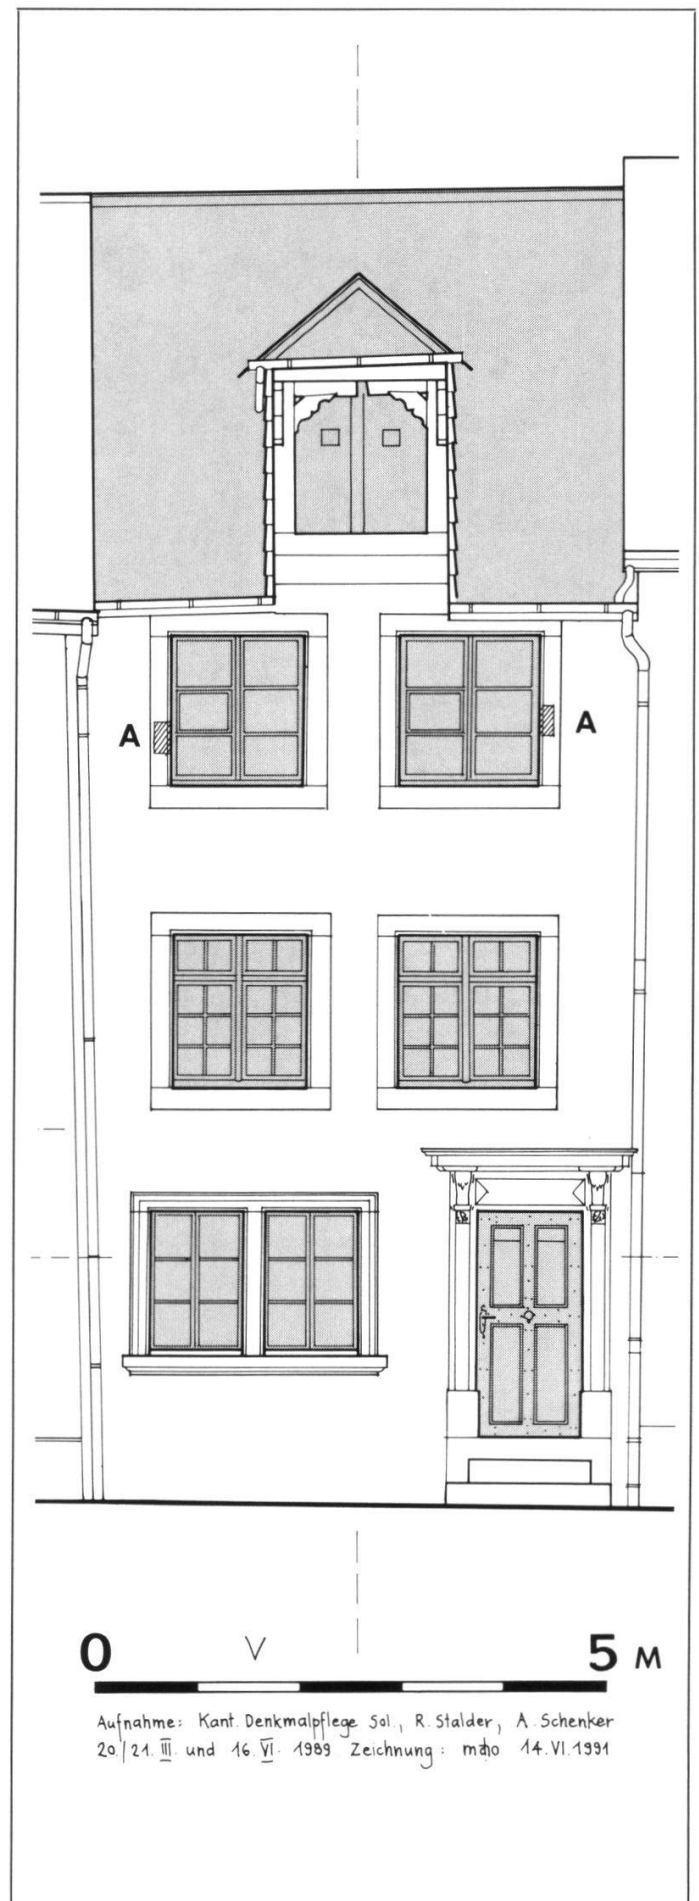 A A
V
0 5 M
Aufnahme: Kant. Denkmalpflege Sol., R. Stalder, A. Schenker
20./21. III. und 16. VI. 1989 Zeichnung: 14. VI. 1991